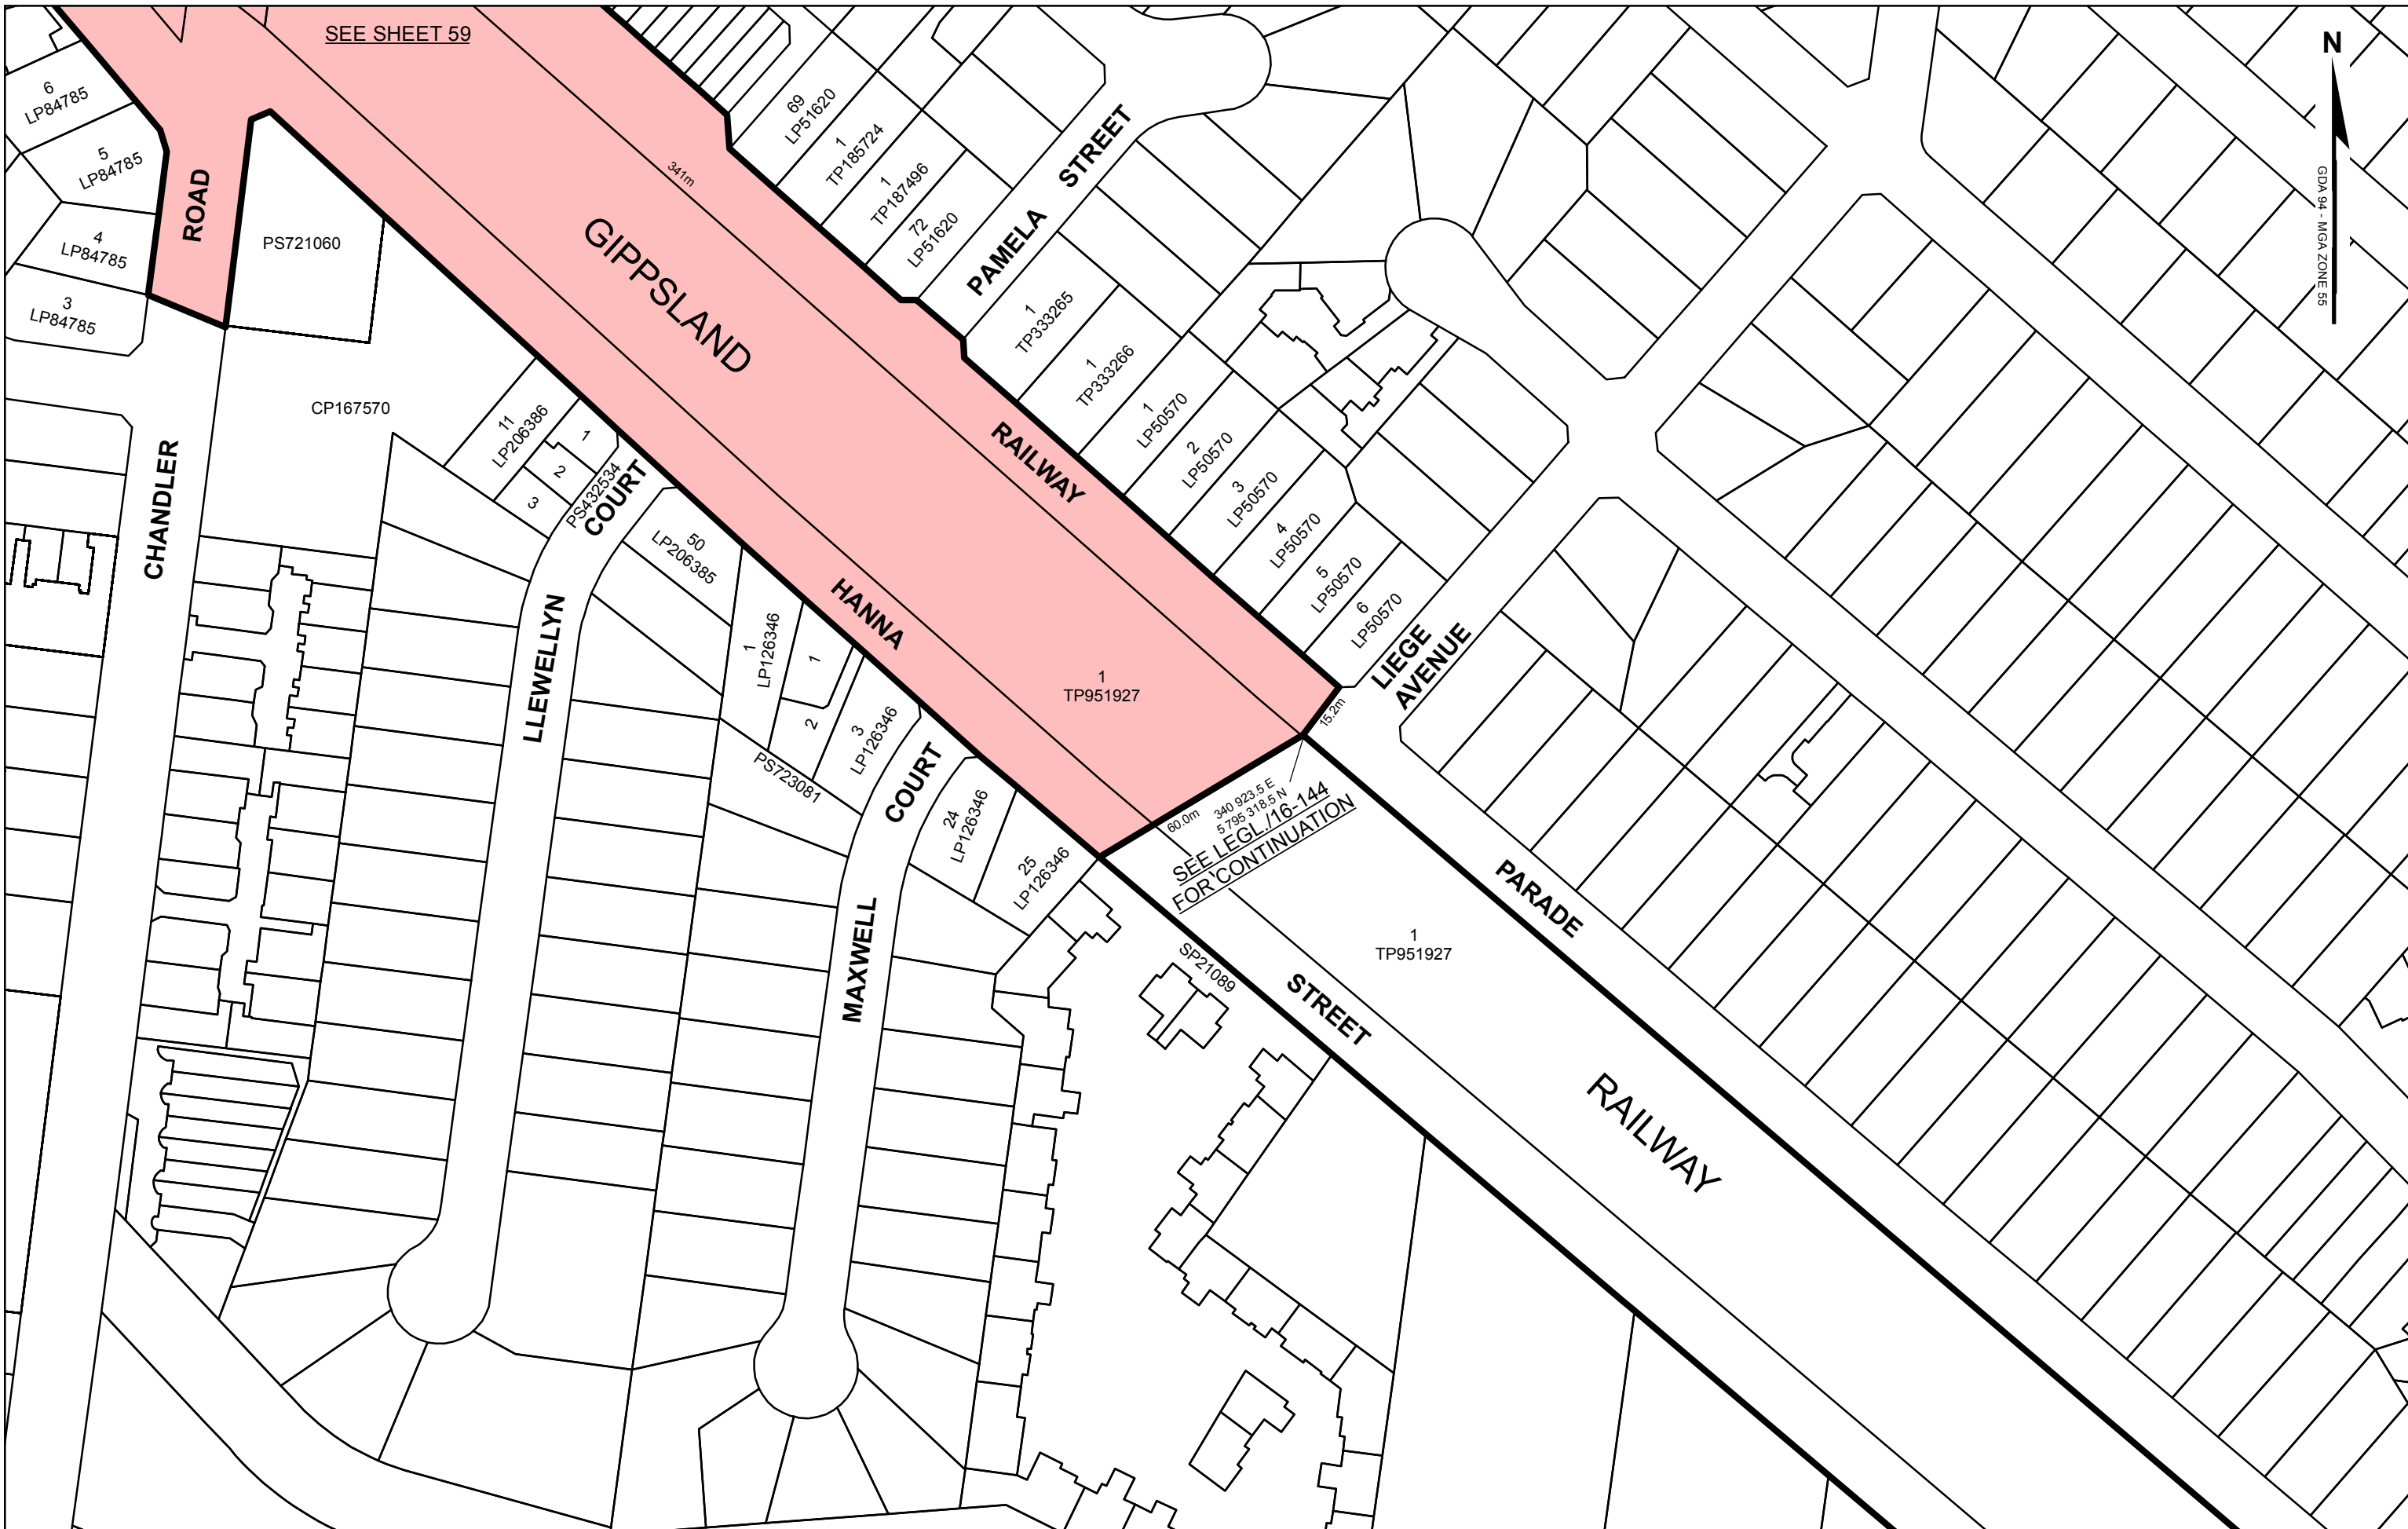 SEE SHEET 59
N
GDA 94 - MGA ZONE 55
6
LP84785
5
LP84785
4
LP84785
3
LP84785
ROAD
PS721060
CP167570
CHANDLER
341m
GIPPSLAND
69
LP51620
1
TP185724
1
TP187496
72
LP51620
PAMELA STREET
1
TP333265
1
TP333266
1
LP50570
2
LP50570
3
LP50570
4
LP50570
5
LP50570
6
LP50570
RAILWAY
LIEGE
AVENUE
11
LP206386
1
2
3
PS432534
COURT
50
LP206385
LLEWELLYN
HANNA
1
LP126346
1
2
3
LP126346
PS723081
COURT
24
LP126346
25
LP126346
MAXWELL
1
TP951927
15.2m
60.0m
340 923.5 E
5 795 318.5 N
SEE LEGL./16-144
FOR CONTINUATION
PARADE
1
TP951927
SP21089
STREET
RAILWAY